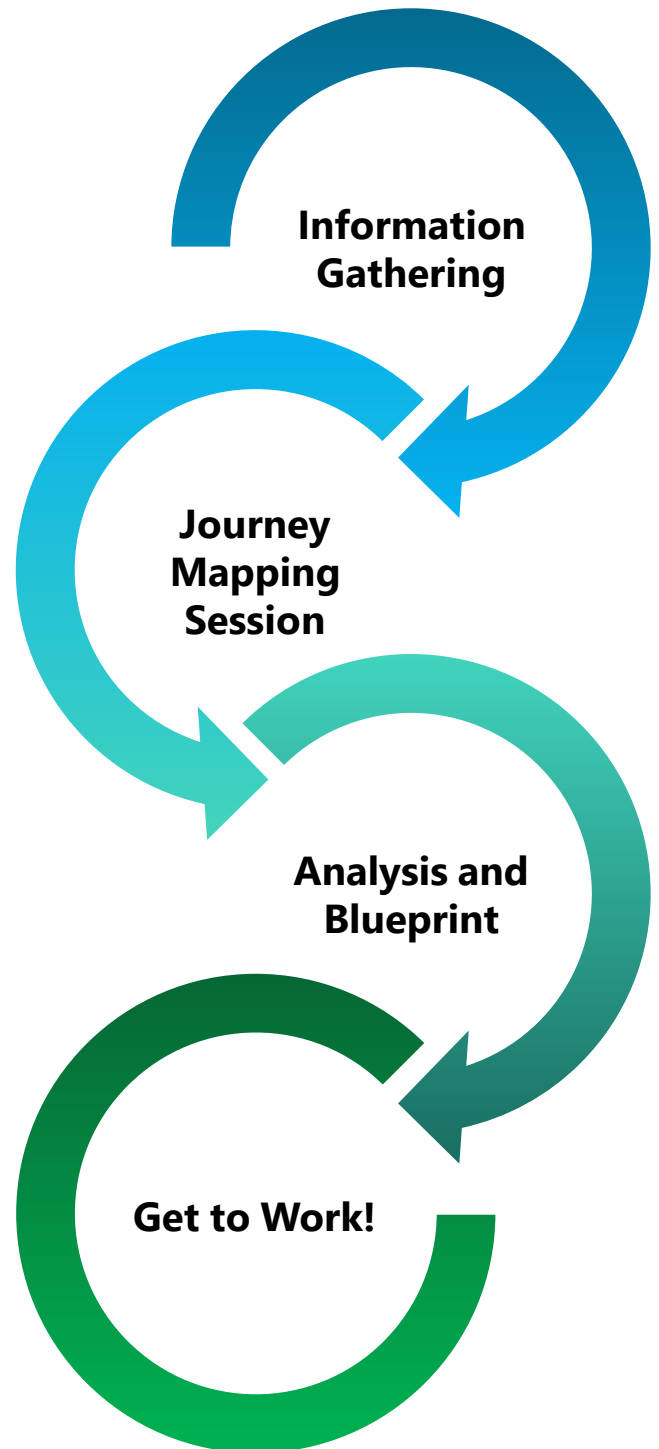 Information
Gathering
Journey
Mapping
Session
Analysis and
Blueprint
Get to Work!